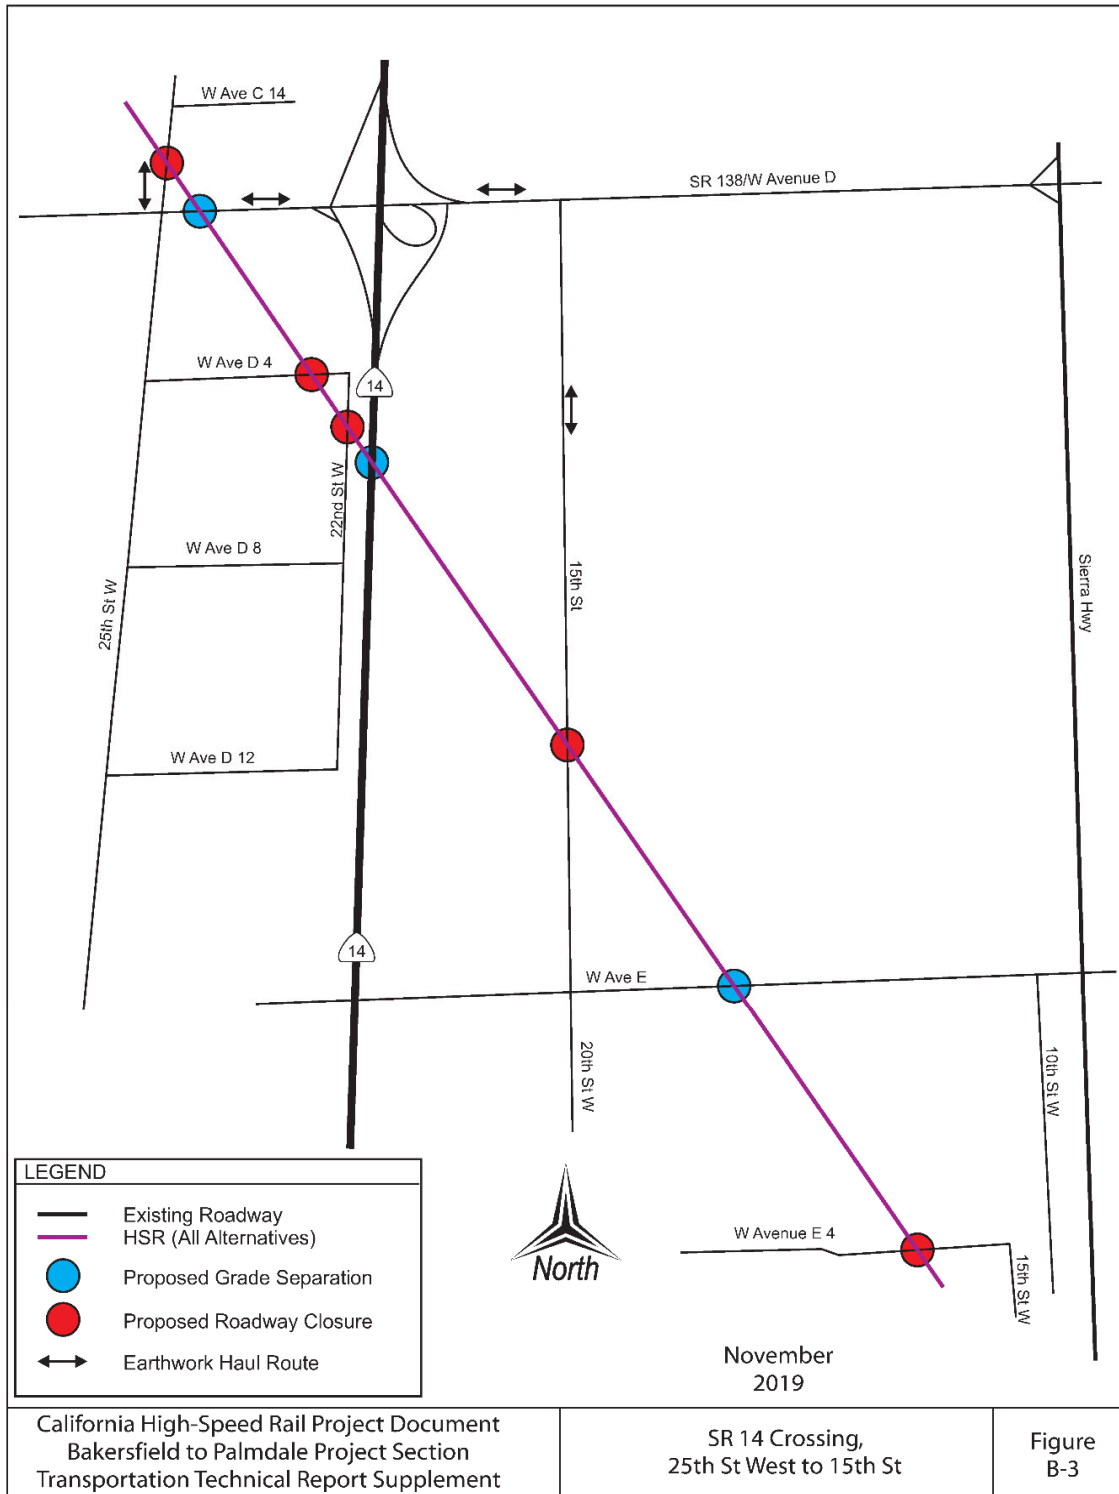 W Ave C 14
SR 138/W Avenue D
W Ave D 4
14
22nd St W
W Ave D 8
25th St W
15th St
Sierra Hwy
W Ave D 12
14
W Ave E
20th St W
10th St W
W Avenue E 4
15th St W
North
LEGEND
Existing Roadway
HSR (All Alternatives)
Proposed Grade Separation
Proposed Roadway Closure
Earthwork Haul Route
November
2019
California High-Speed Rail Project Document
Bakersfield to Palmdale Project Section
Transportation Technical Report Supplement
SR 14 Crossing,
25th St West to 15th St
Figure
B-3